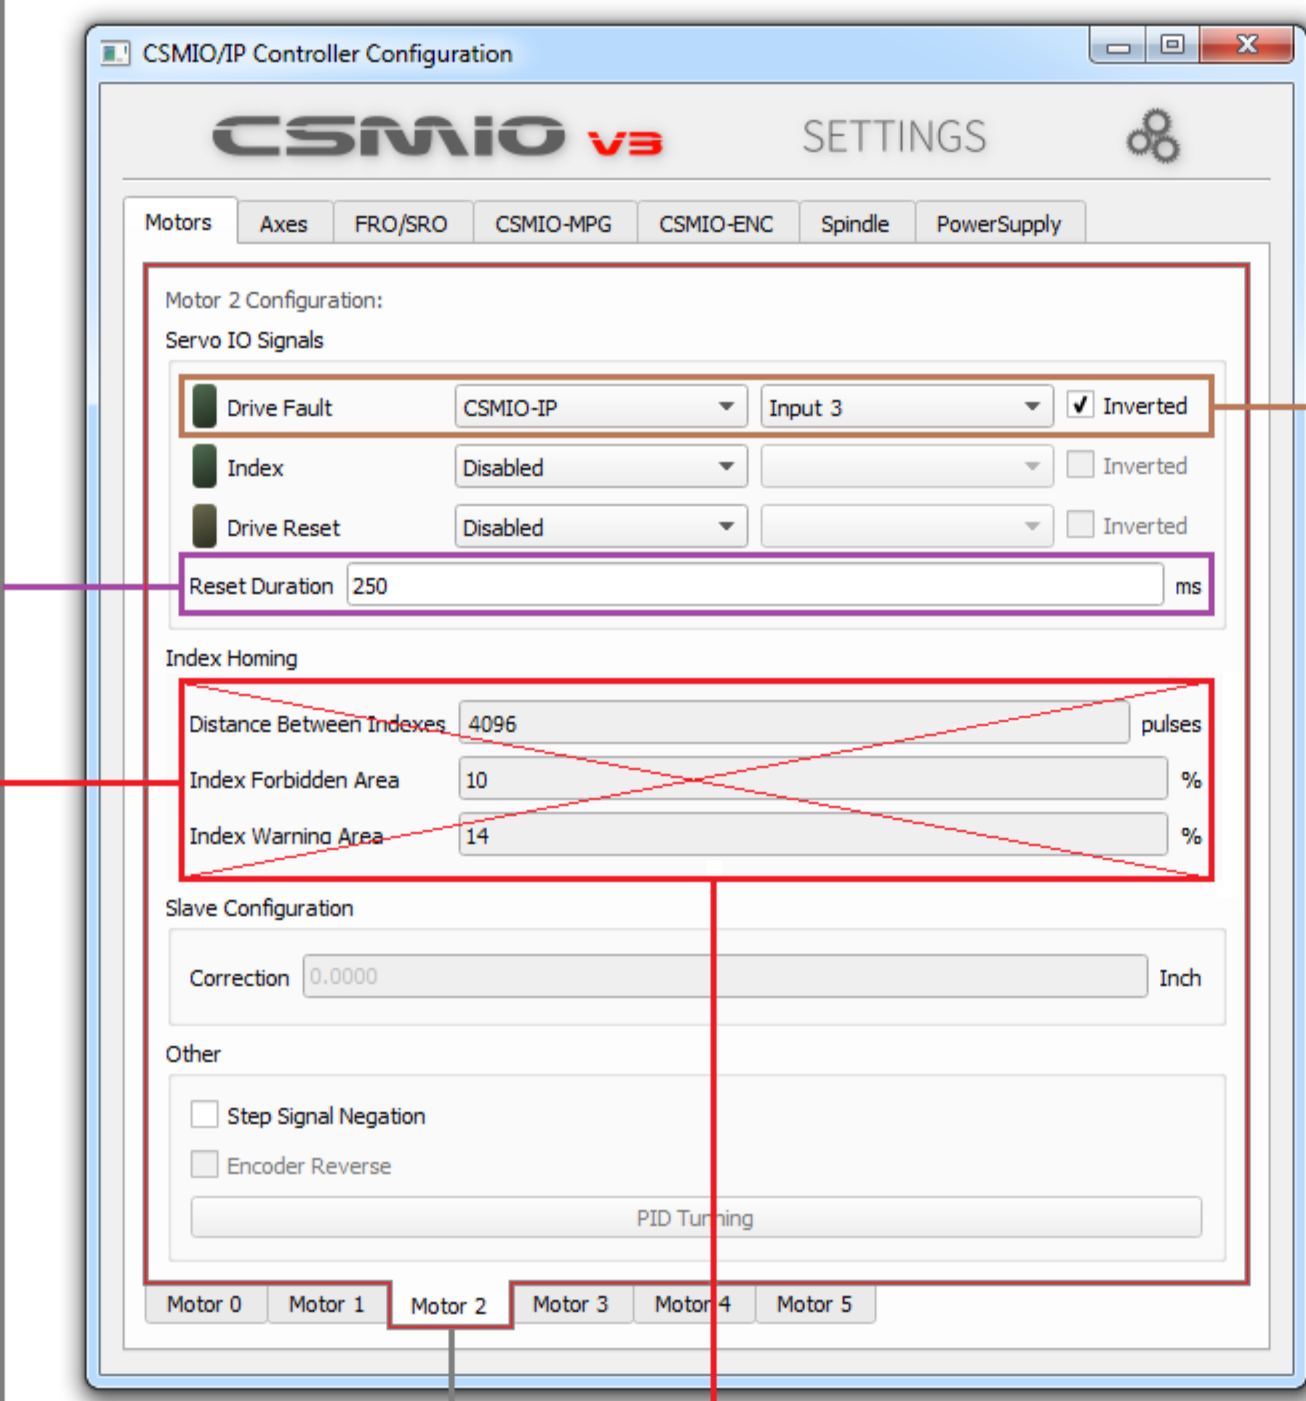 CSMIO/IP Controller Configuration
CSMIO V3 SETTINGS
Motors Axes FRO/SRO CSMIO-MPG CSMIO-ENC Spindle PowerSupply
Motor 2 Configuration:
Servo IO Signals
Drive Fault CSMIO-IP Input 3 Inverted
Index Disabled Inverted
Drive Reset Disabled Inverted
Reset Duration 250 ms
Index Homing
Distance Between Indexes 4096 pulses
Index Forbidden Area 10 %
Index Warning Area 14 %
Slave Configuration
Correction 0.0000 Inch
Other
Step Signal Negation
Encoder Reverse
PID Tunning
Motor 0 Motor 1 Motor 2 Motor 3 Motor 4 Motor 5